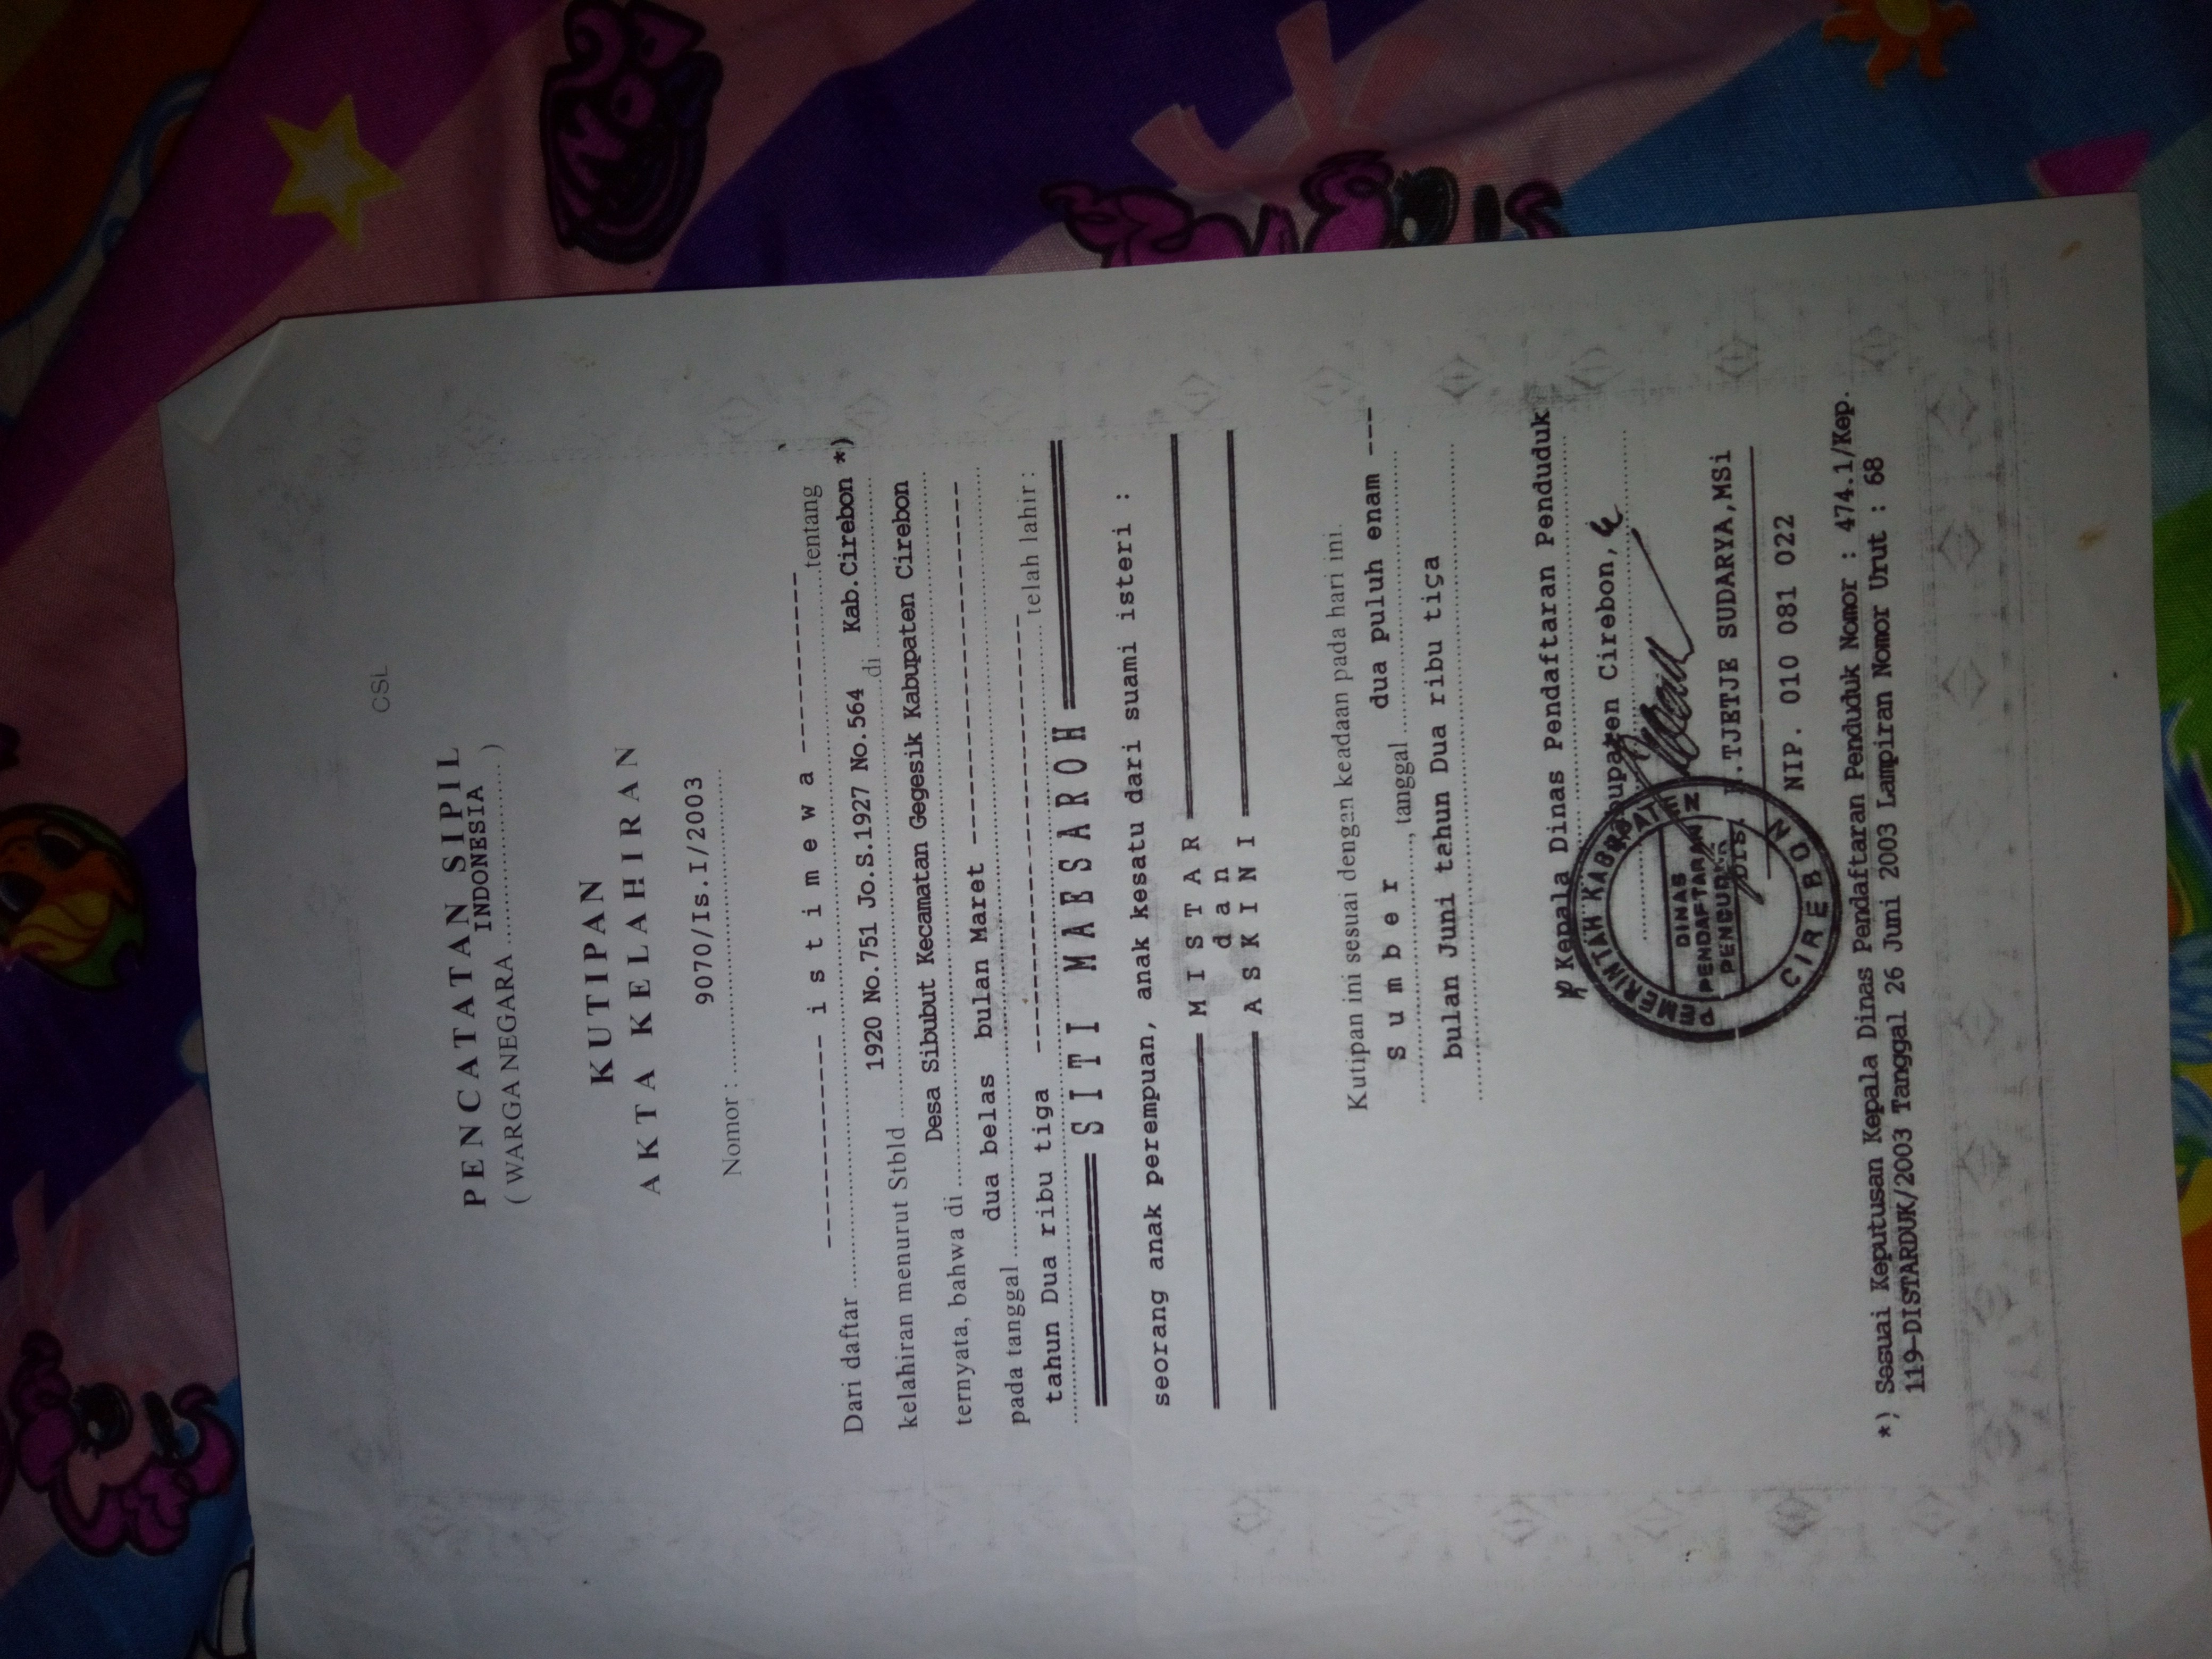 CSL
PENCATATAN SIPIL
INDONESIA
( WARGA NEGARA .................... )
KUTIPAN
AKTA KELAHIRAN
9070/Is.I/2003
Nomor : ........................................
------------ i s t i m e w a ------------
Dari daftar ........................................ tentang
1920 No.751 Jo.S.1927 No.564 Kab.Cirebon *)
kelahiran menurut Stbld ........................................ di ....................
Desa Sibubut Kecamatan Gegesik Kabupaten Cirebon
ternyata, bahwa di ........................................
dua belas bulan Maret ------------------------
pada tanggal ........................................
tahun Dua ribu tiga ------------------------------
........................................ telah lahir :
SITI MAESAROH
seorang anak perempuan, anak kesatu dari suami isteri :
M I S T A R
d a n
A S K I N I
Kutipan ini sesuai dengan keadaan pada hari ini.
S u m b e r dua puluh enam ---
...................., tanggal ....................
bulan Juni tahun Dua ribu tiga
........................................
Kepala Dinas Pendaftaran Penduduk
Kabupaten Cirebon,
PEMERINTAH KABUPATEN
DINAS
PENDAFTARAN
PENDUDUK
CIREBON
Drs. H.TJETJE SUDARYA,MSi
NIP. 010 081 022
*) Sesuai Keputusan Kepala Dinas Pendaftaran Penduduk Nomor : 474.1/Kep.
119-DISTARDUK/2003 Tanggal 26 Juni 2003 Lampiran Nomor Urut : 68